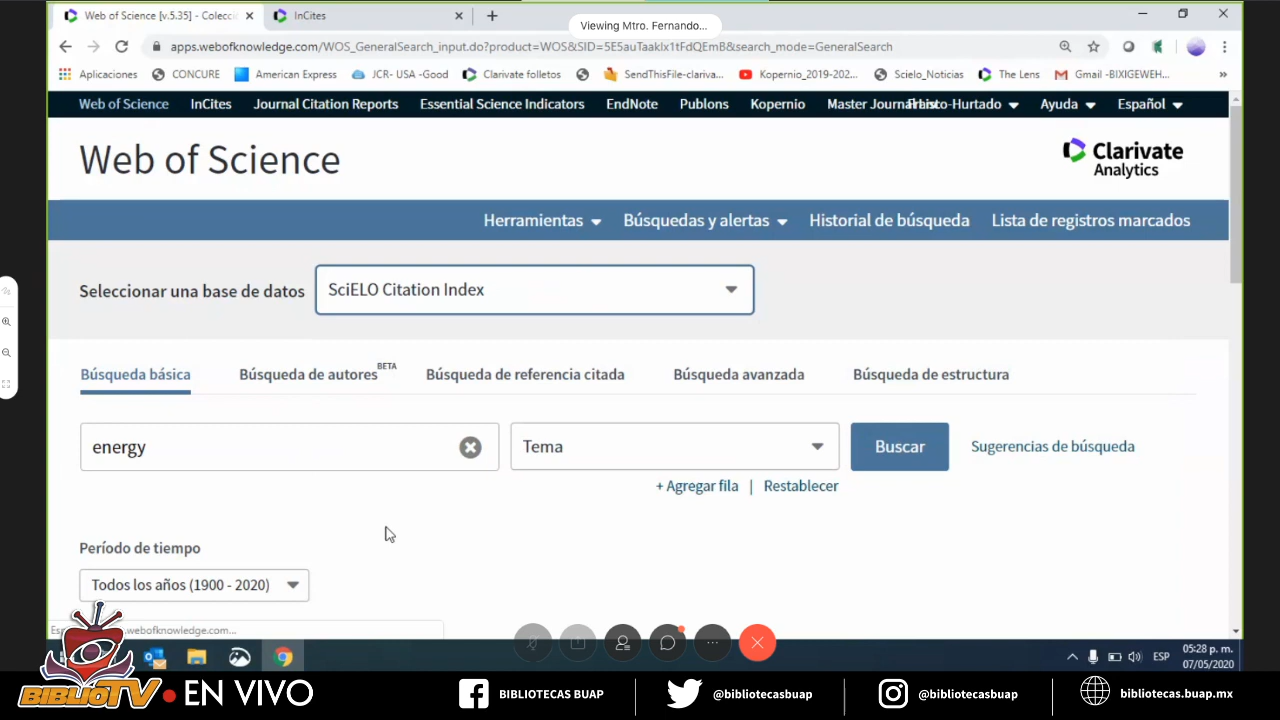 Web of Science [v.5.35] - Colecci
InCites
Viewing Mtro. Fernando...
apps.webofknowledge.com/WOS_GeneralSearch_input.do?product=WOS&SID=5E5auTaaklx1tFdQEmB&search_mode=GeneralSearch
Aplicaciones CONCURE American Express JCR- USA -Good Clarivate folletos SendThisFile-clariva... Kopernio_2019-202... Scielo_Noticias The Lens Gmail -BIXIGEWEH... »
Web of Science InCites Journal Citation Reports Essential Science Indicators EndNote Publons Kopernio Master Journal -Hurtado Ayuda Español
Web of Science
Clarivate
Analytics
Herramientas Búsquedas y alertas Historial de búsqueda Lista de registros marcados
Seleccionar una base de datos SciELO Citation Index
Búsqueda básica Búsqueda de autores BETA Búsqueda de referencia citada Búsqueda avanzada Búsqueda de estructura
energy Tema Buscar Sugerencias de búsqueda
+ Agregar fila | Restablecer
Período de tiempo
Todos los años (1900 - 2020)
.webofknowledge.com...
ESP 05:28 p. m.
07/05/2020
BIBLIOTV EN VIVO BIBLIOTECAS BUAP @bibliotecasbuap @bibliotecasbuap bibliotecas.buap.mx